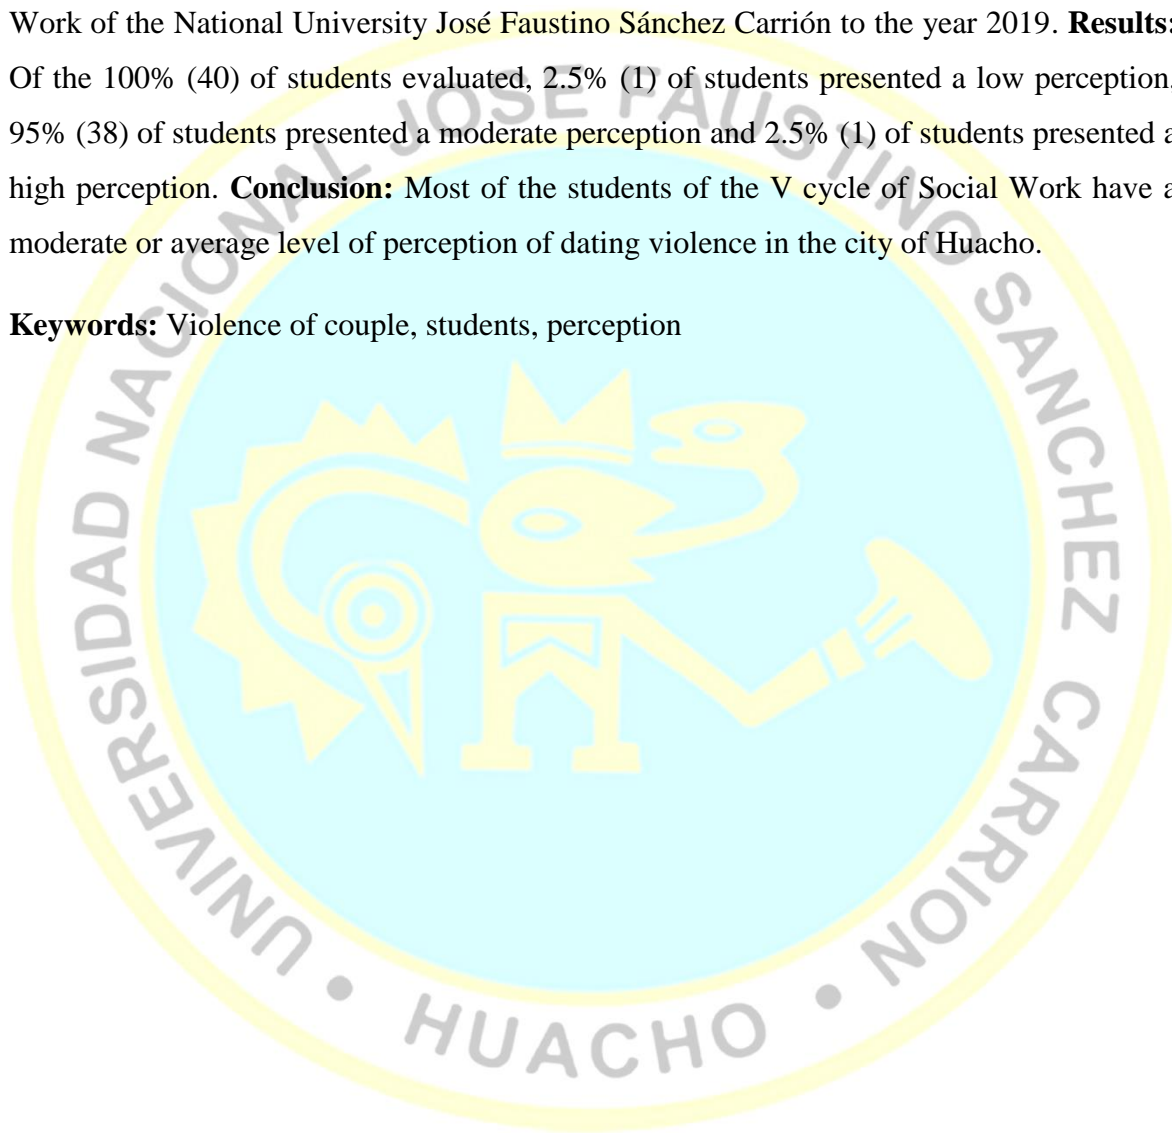 Work of the National University José Faustino Sánchez Carrión to the year 2019. Results:
Of the 100% (40) of students evaluated, 2.5% (1) of students presented a low perception,
95% (38) of students presented a moderate perception and 2.5% (1) of students presented a
high perception. Conclusion: Most of the students of the V cycle of Social Work have a
moderate or average level of perception of dating violence in the city of Huacho.
Keywords: Violence of couple, students, perception
UNIVERSIDAD NACIONAL JOSE FAUSTINO SANCHEZ CARRION
• HUACHO •